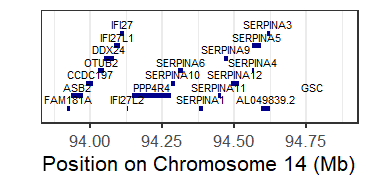 IFI27 SERPINA3
IFI27L1 SERPINA5
DDX24 SERPINA9
OTUB2 SERPINA6 SERPINA4
CCDC197 SERPINA10 SERPINA12
ASB2 PPP4R4 SERPINA11 GSC
FAM181A IFI27L2 SERPINA1 AL049839.2
94.00 94.25 94.50 94.75
Position on Chromosome 14 (Mb)